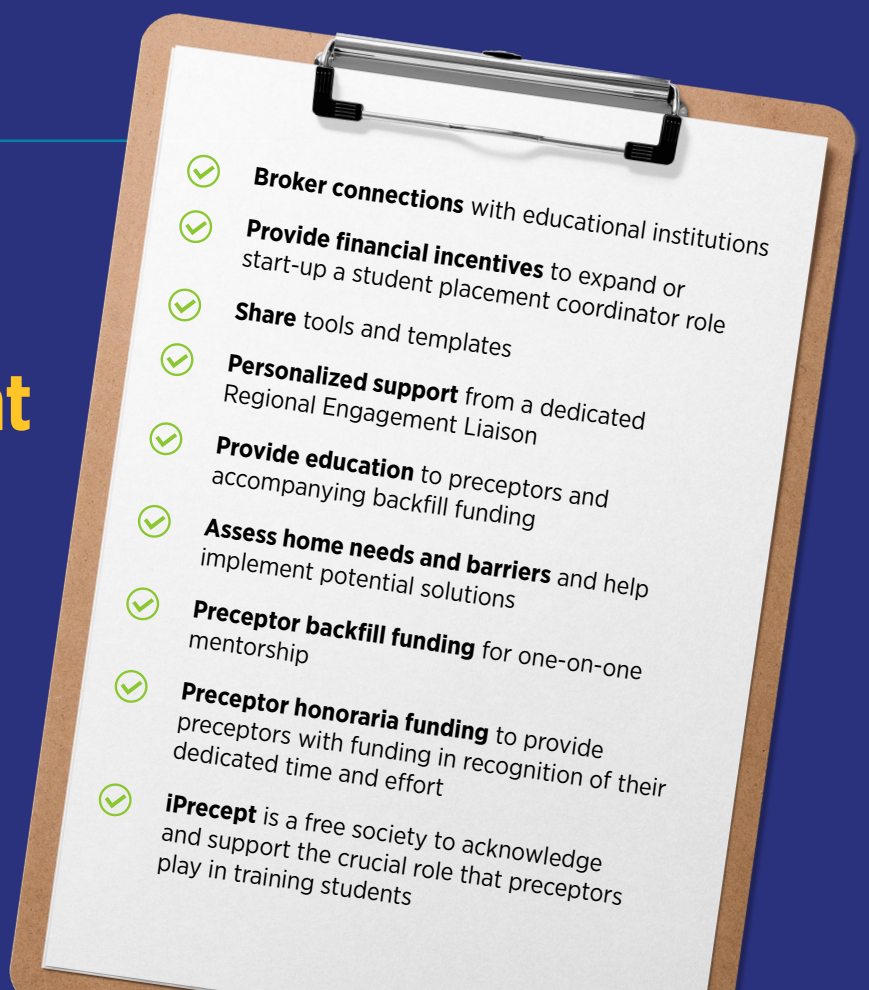 Broker connections with educational institutions
Provide financial incentives to expand or
start-up a student placement coordinator role
Share tools and templates
Personalized support from a dedicated
Regional Engagement Liaison
Provide education to preceptors and
accompanying backfill funding
Assess home needs and barriers and help
implement potential solutions
Preceptor backfill funding for one-on-one
mentorship
Preceptor honoraria funding to provide
preceptors with funding in recognition of their
dedicated time and effort
iPrecept is a free society to acknowledge
and support the crucial role that preceptors
play in training students